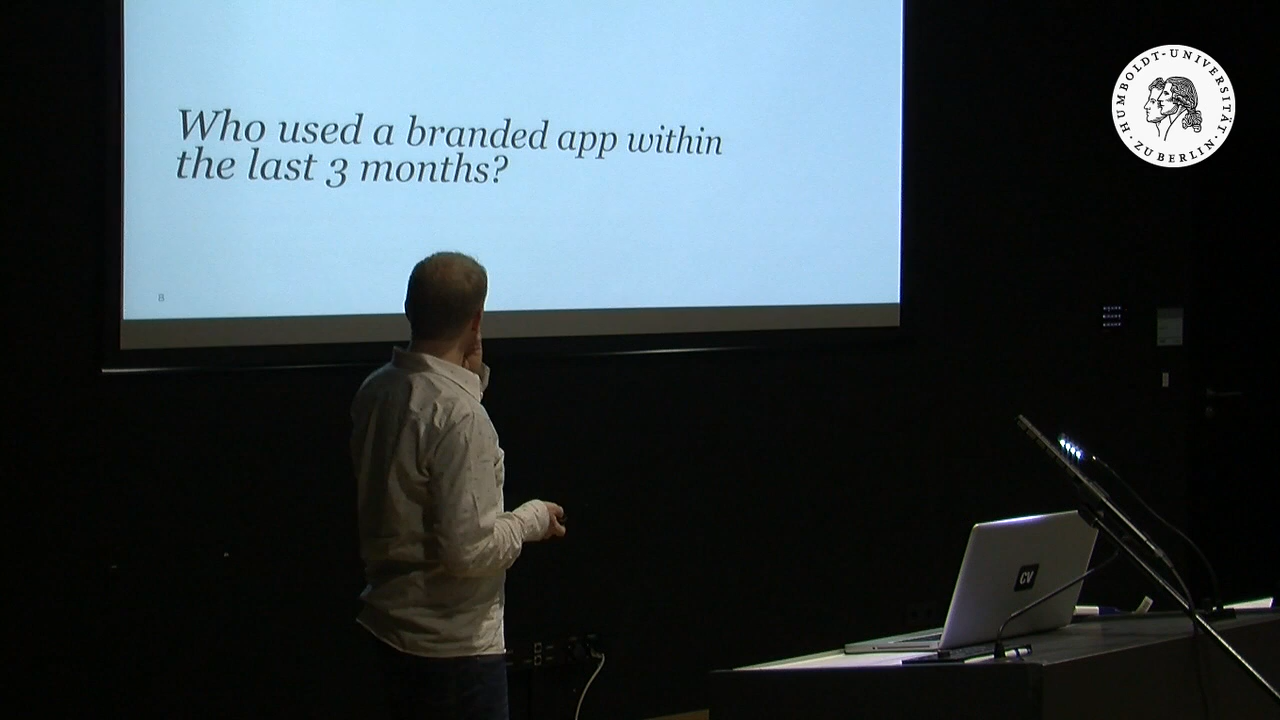 Who used a branded app within
the last 3 months?
8
HUMBOLDT-UNIVERSITÄT
ZU BERLIN
CV